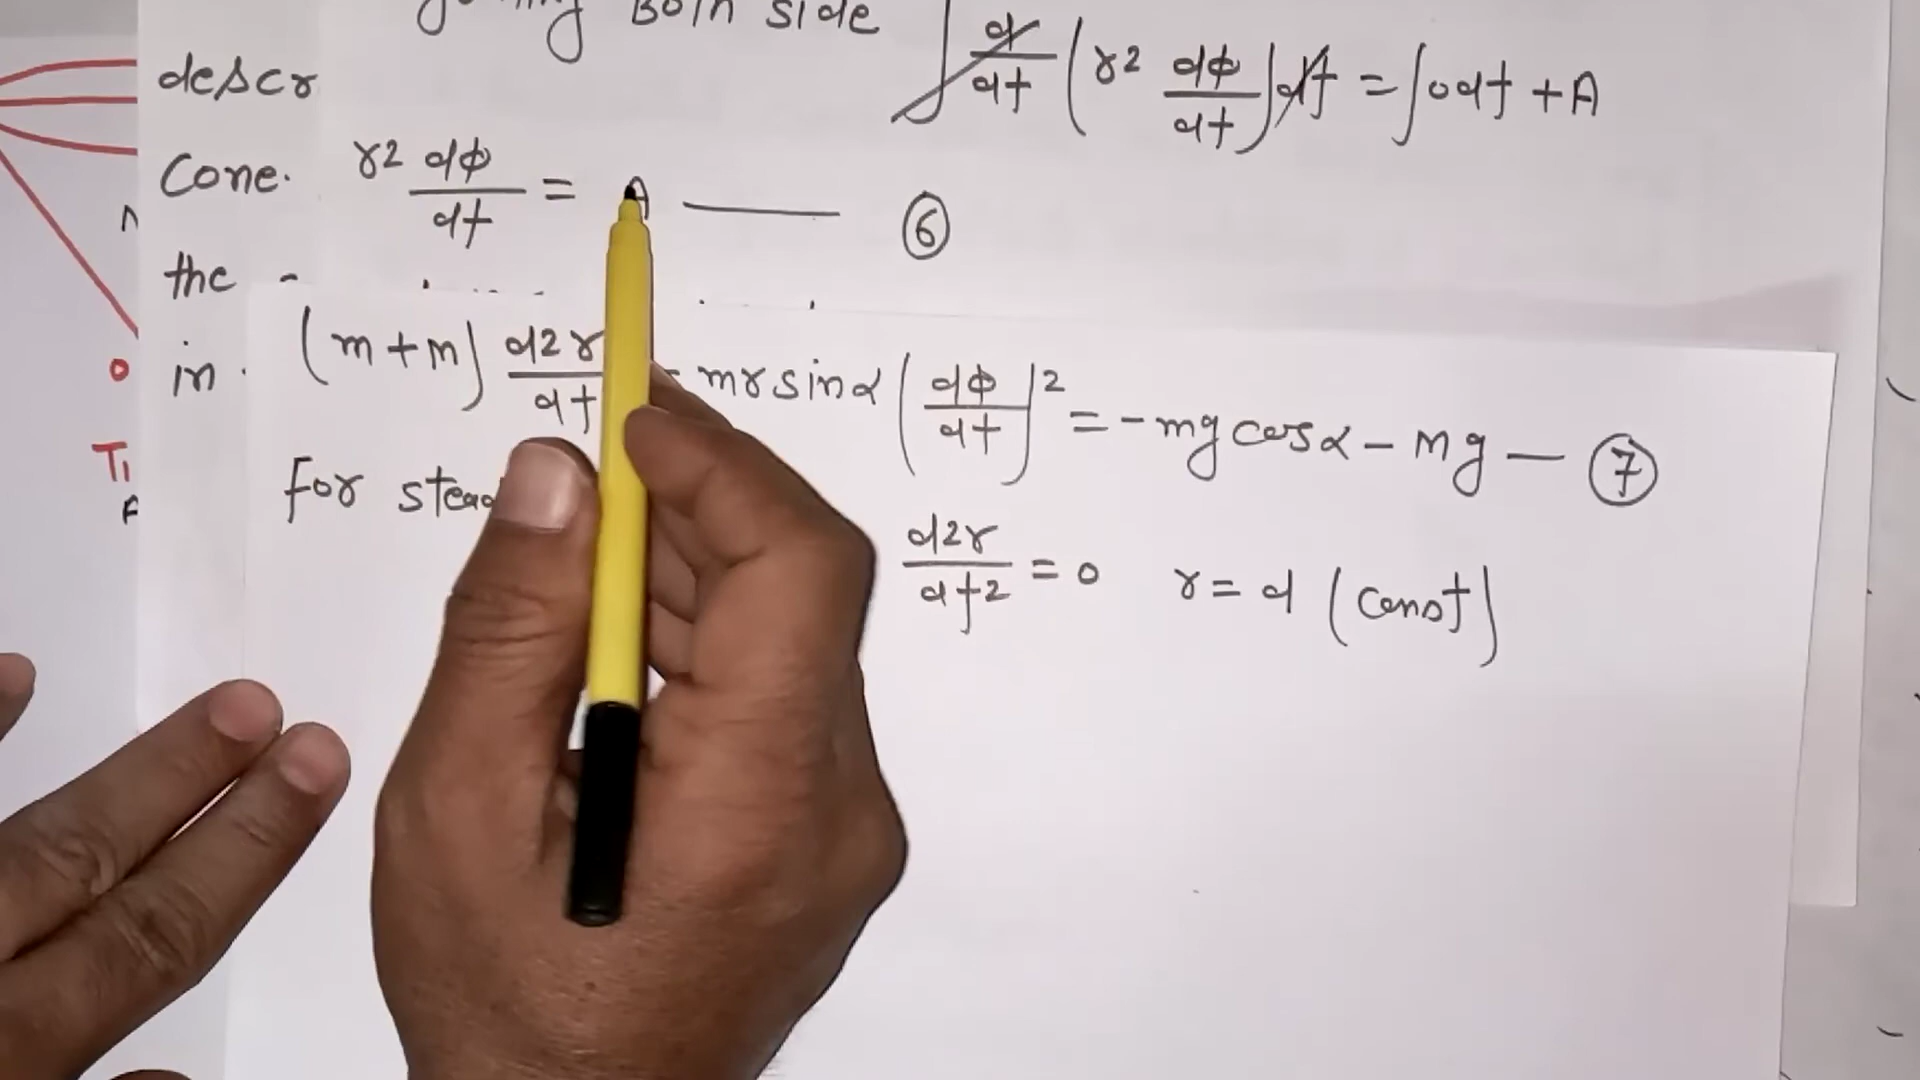 Both side ∫ d/dt (r2 dφ/dt) dt = ∫ 0 dt + A
descr
Cone. r2 dφ/dt = A —— 6
the
in. (m+m) d2r/dt - mr sinα (dφ/dt)2 = - mg cosα - mg — 7
for stead
d2r/dt2 = 0 r = d (const)